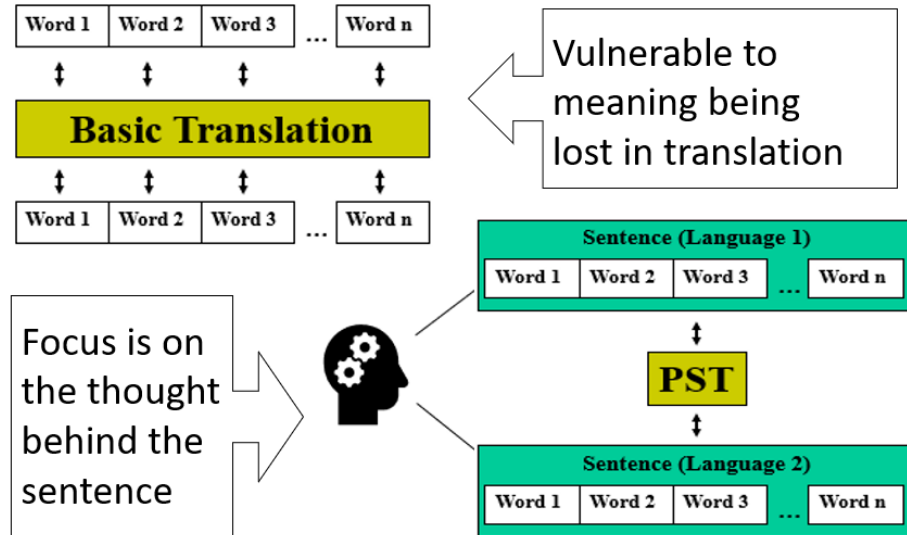 Word 1 Word 2 Word 3 ... Word n
Basic Translation
Word 1 Word 2 Word 3 ... Word n
Vulnerable to
meaning being
lost in translation
Sentence (Language 1)
Word 1 Word 2 Word 3 ... Word n
PST
Sentence (Language 2)
Word 1 Word 2 Word 3 ... Word n
Focus is on
the thought
behind the
sentence